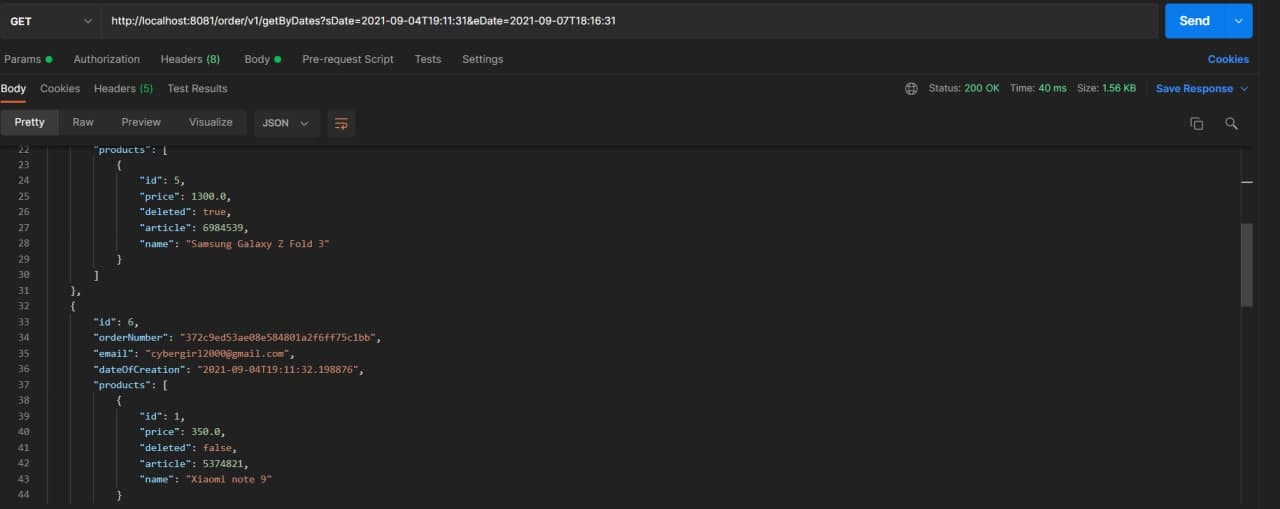 GET http://localhost:8081/order/v1/getByDates?sDate=2021-09-04T19:11:31&eDate=2021-09-07T18:16:31 Send
Params Authorization Headers (8) Body Pre-request Script Tests Settings Cookies
Body Cookies Headers (5) Test Results Status: 200 OK Time: 40 ms Size: 1.56 KB Save Response
Pretty Raw Preview Visualize JSON
22 "products": [
23 {
24 "id": 5,
25 "price": 1300.0,
26 "deleted": true,
27 "article": 6984539,
28 "name": "Samsung Galaxy Z Fold 3"
29 }
30 ]
31 },
32 {
33 "id": 6,
34 "orderNumber": "372c9ed53ae08e584801a2f6ff75c1bb",
35 "email": "cybergirl2000@gmail.com",
36 "dateOfCreation": "2021-09-04T19:11:32.198876",
37 "products": [
38 {
39 "id": 1,
40 "price": 350.0,
41 "deleted": false,
42 "article": 5374821,
43 "name": "Xiaomi note 9"
44 }